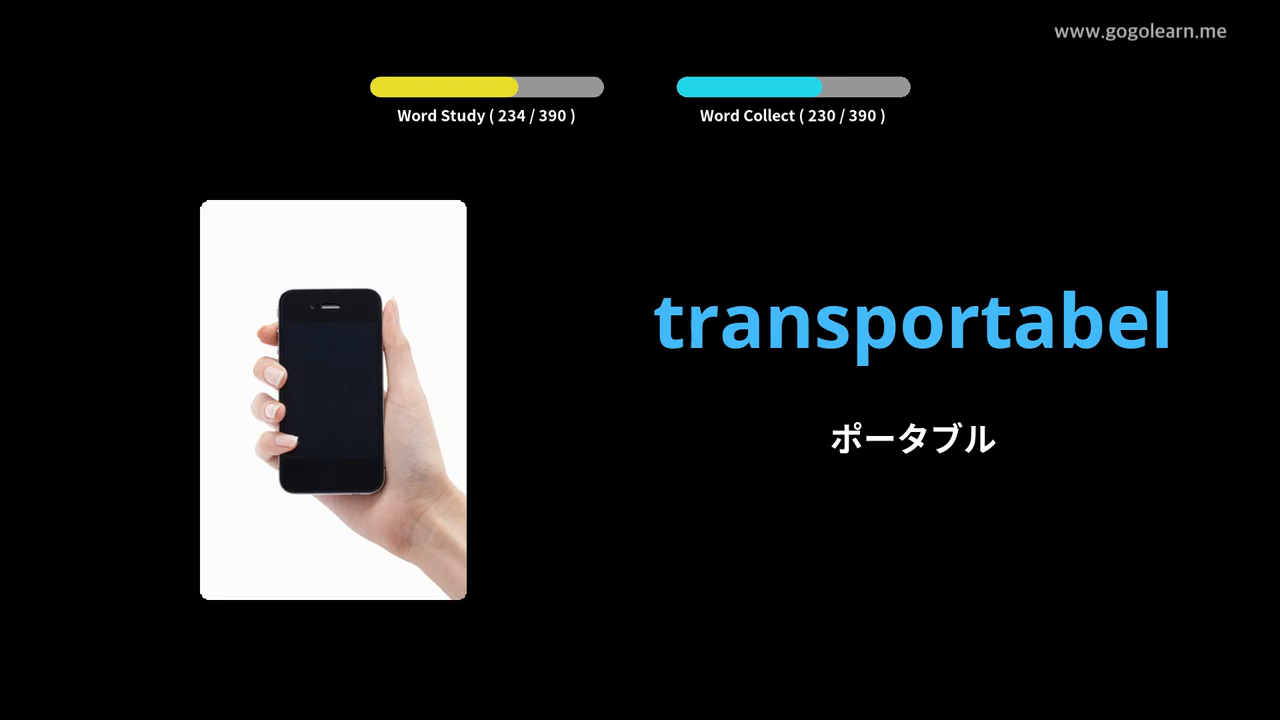 www.gogolearn.me
Word Study ( 234 / 390 )
Word Collect ( 230 / 390 )
transportabel
ポータブル